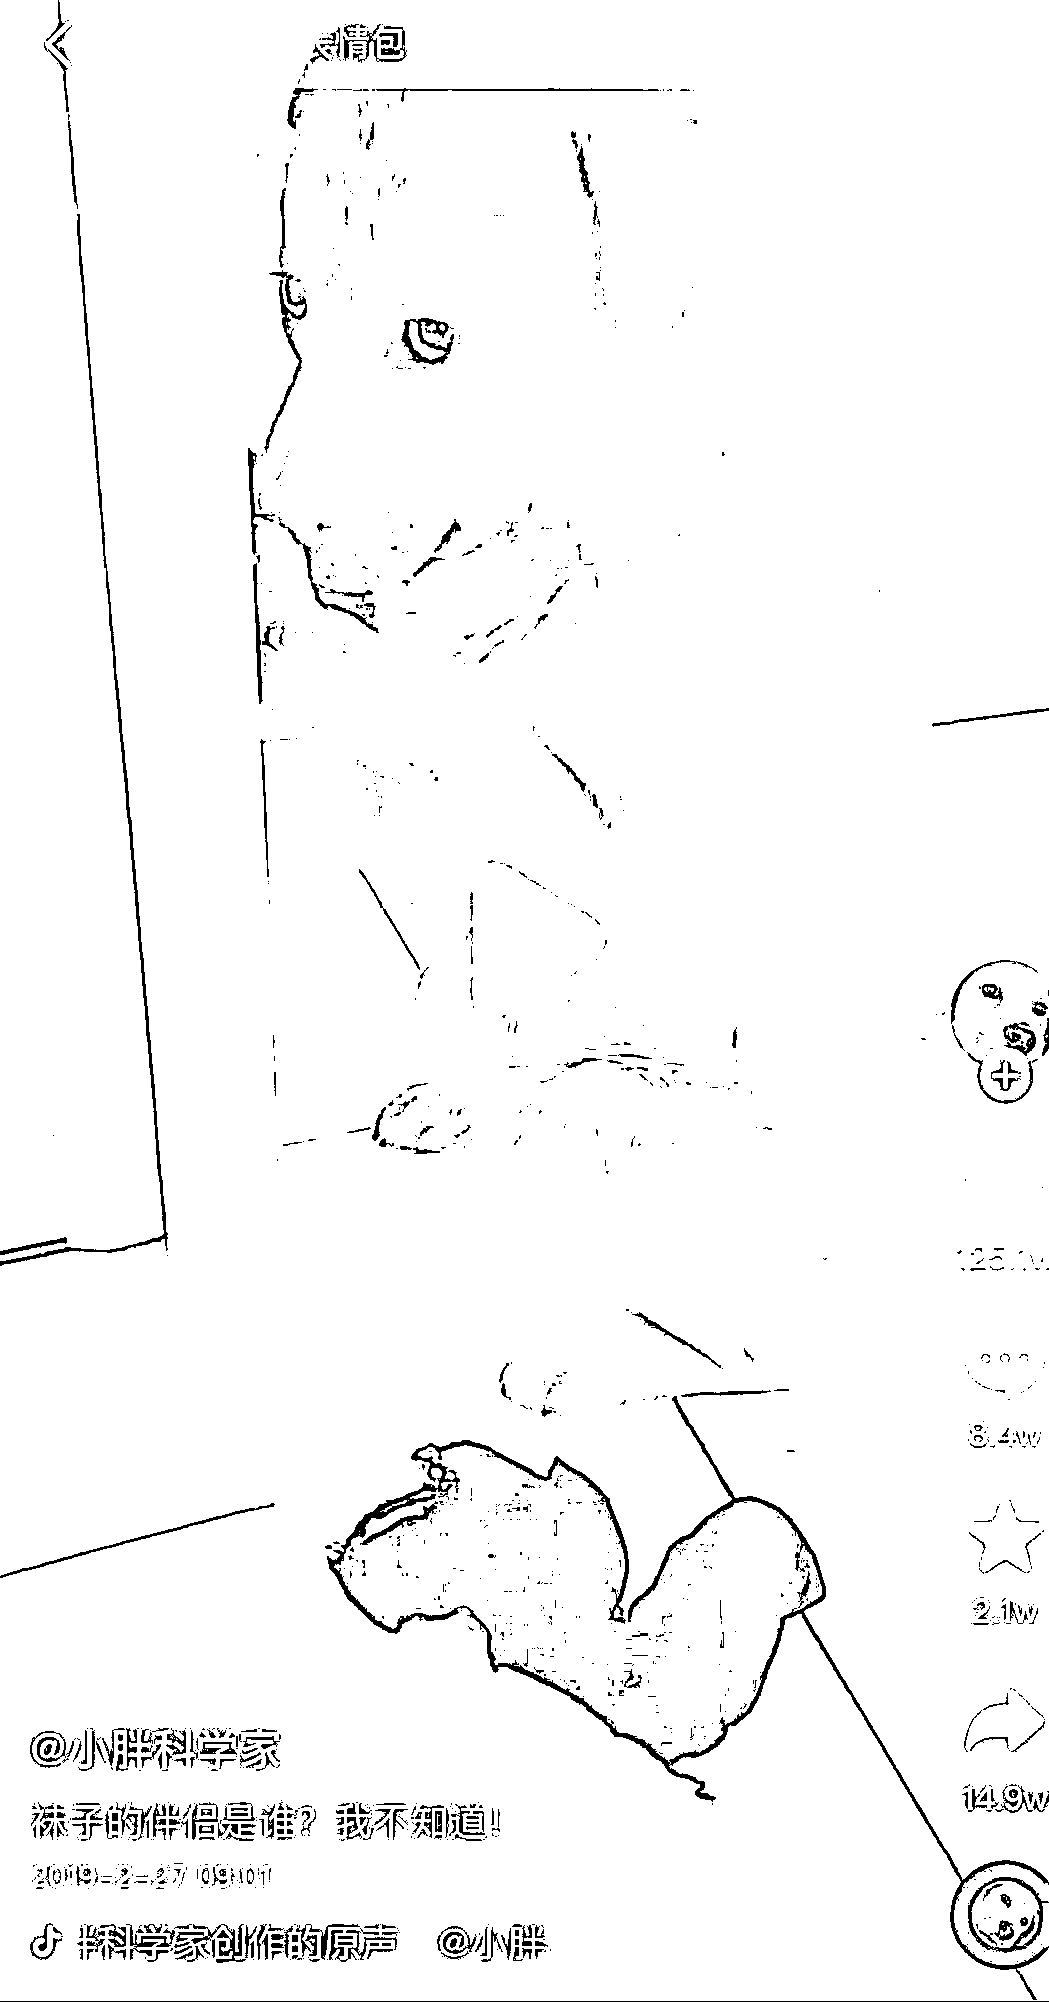 情包
125.1w
8.4w
2.1w
14.9w
@小胖科学家
袜子的伴侣是谁？我不知道！
2019-2-27 09:01
科学家创作的原声 @小胖